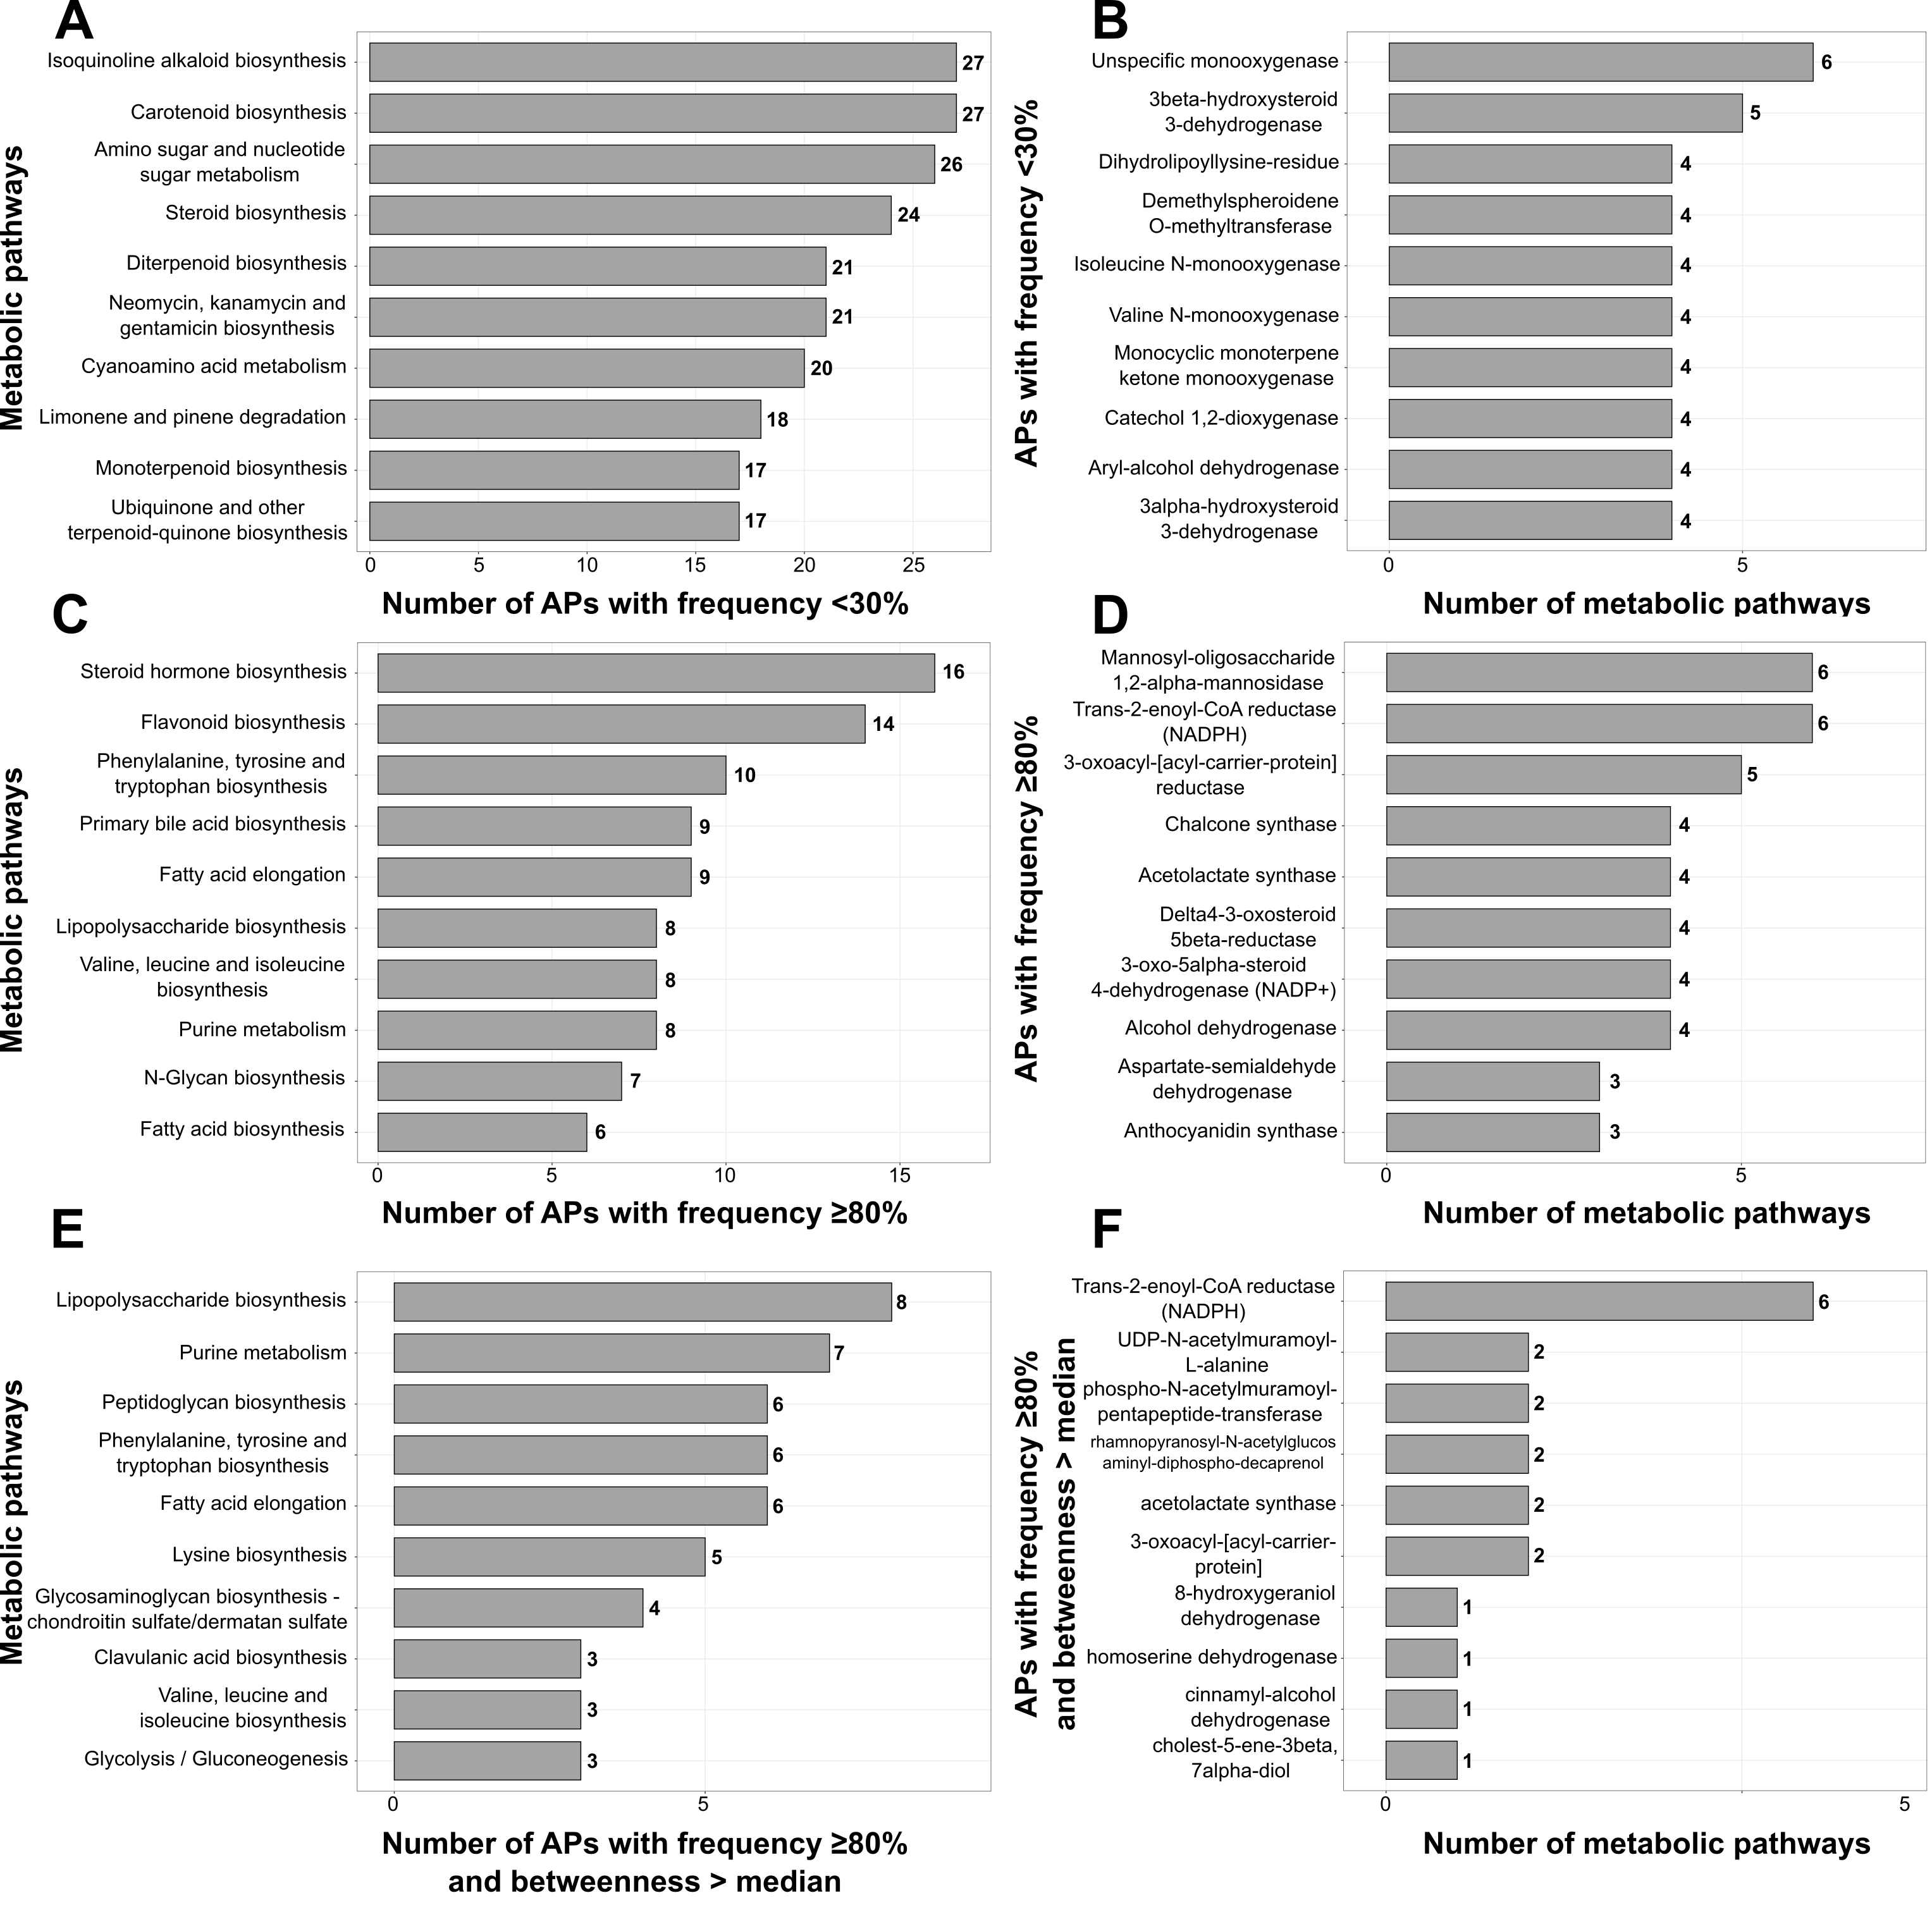 A
Metabolic pathways
Isoquinoline alkaloid biosynthesis
27
Carotenoid biosynthesis
27
Amino sugar and nucleotide
sugar metabolism
26
Steroid biosynthesis
24
Diterpenoid biosynthesis
21
Neomycin, kanamycin and
gentamicin biosynthesis
21
Cyanoamino acid metabolism
20
Limonene and pinene degradation
18
Monoterpenoid biosynthesis
17
Ubiquinone and other
terpenoid-quinone biosynthesis
17
0 5 10 15 20 25
Number of APs with frequency <30%
B
APs with frequency <30%
Unspecific monooxygenase
6
3beta-hydroxysteroid
3-dehydrogenase
5
Dihydrolipoyllysine-residue
4
Demethylspheroidene
O-methyltransferase
4
Isoleucine N-monooxygenase
4
Valine N-monooxygenase
4
Monocyclic monoterpene
ketone monooxygenase
4
Catechol 1,2-dioxygenase
4
Aryl-alcohol dehydrogenase
4
3alpha-hydroxysteroid
3-dehydrogenase
4
0 5
Number of metabolic pathways
C
Metabolic pathways
Steroid hormone biosynthesis
16
Flavonoid biosynthesis
14
Phenylalanine, tyrosine and
tryptophan biosynthesis
10
Primary bile acid biosynthesis
9
Fatty acid elongation
9
Lipopolysaccharide biosynthesis
8
Valine, leucine and isoleucine
biosynthesis
8
Purine metabolism
8
N-Glycan biosynthesis
7
Fatty acid biosynthesis
6
0 5 10 15
Number of APs with frequency ≥80%
D
APs with frequency ≥80%
Mannosyl-oligosaccharide
1,2-alpha-mannosidase
6
Trans-2-enoyl-CoA reductase
(NADPH)
6
3-oxoacyl-[acyl-carrier-protein]
reductase
5
Chalcone synthase
4
Acetolactate synthase
4
Delta4-3-oxosteroid
5beta-reductase
4
3-oxo-5alpha-steroid
4-dehydrogenase (NADP+)
4
Alcohol dehydrogenase
4
Aspartate-semialdehyde
dehydrogenase
3
Anthocyanidin synthase
3
0 5
Number of metabolic pathways
E
Metabolic pathways
Lipopolysaccharide biosynthesis
8
Purine metabolism
7
Peptidoglycan biosynthesis
6
Phenylalanine, tyrosine and
tryptophan biosynthesis
6
Fatty acid elongation
6
Lysine biosynthesis
5
Glycosaminoglycan biosynthesis -
chondroitin sulfate/dermatan sulfate
4
Clavulanic acid biosynthesis
3
Valine, leucine and
isoleucine biosynthesis
3
Glycolysis / Gluconeogenesis
3
0 5
Number of APs with frequency ≥80%
and betweenness > median
F
APs with frequency ≥80%
and betweenness > median
Trans-2-enoyl-CoA reductase
(NADPH)
6
UDP-N-acetylmuramoyl-
L-alanine
2
phospho-N-acetylmuramoyl-
pentapeptide-transferase
2
rhamnopyranosyl-N-acetylglucos
aminyl-diphospho-decaprenol
2
acetolactate synthase
2
3-oxoacyl-[acyl-carrier-
protein]
2
8-hydroxygeraniol
dehydrogenase
1
homoserine dehydrogenase
1
cinnamyl-alcohol
dehydrogenase
1
cholest-5-ene-3beta,
7alpha-diol
1
0 5
Number of metabolic pathways